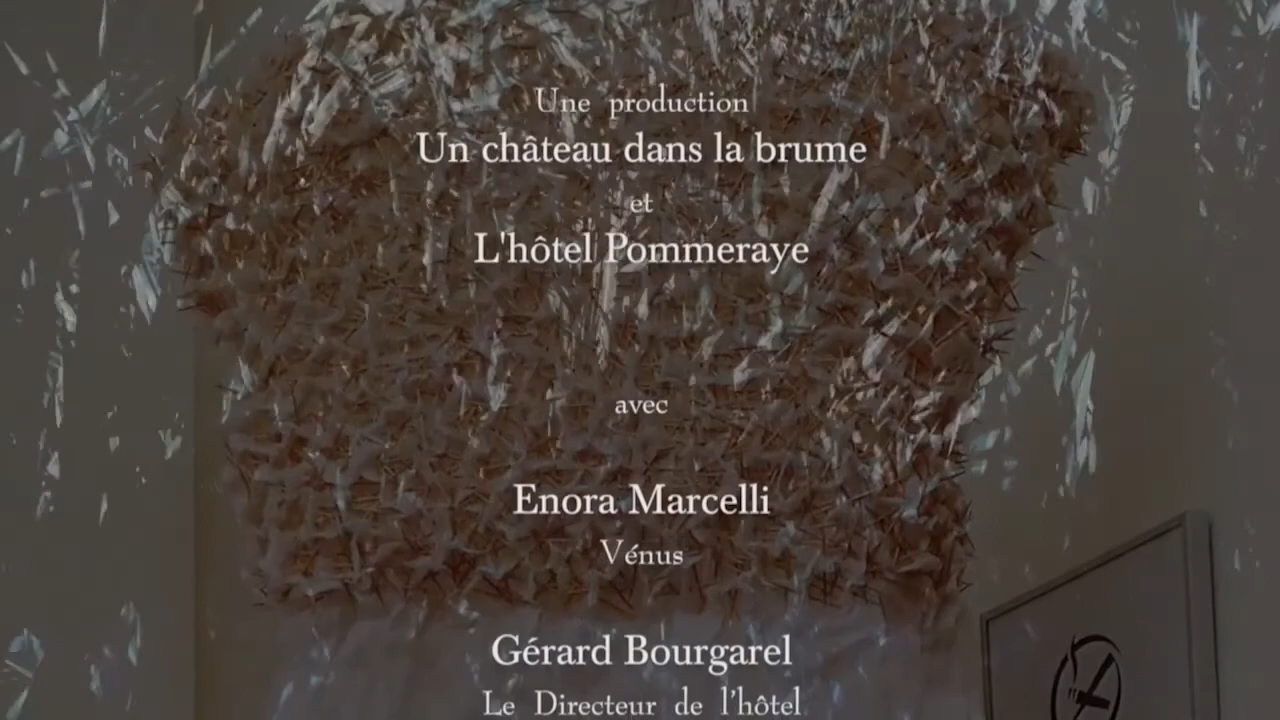 Une production
Un château dans la brume
et
L'hôtel Pommeraye
avec
Enora Marcelli
Vénus
Gérard Bourgarel
Le Directeur de l'hôtel